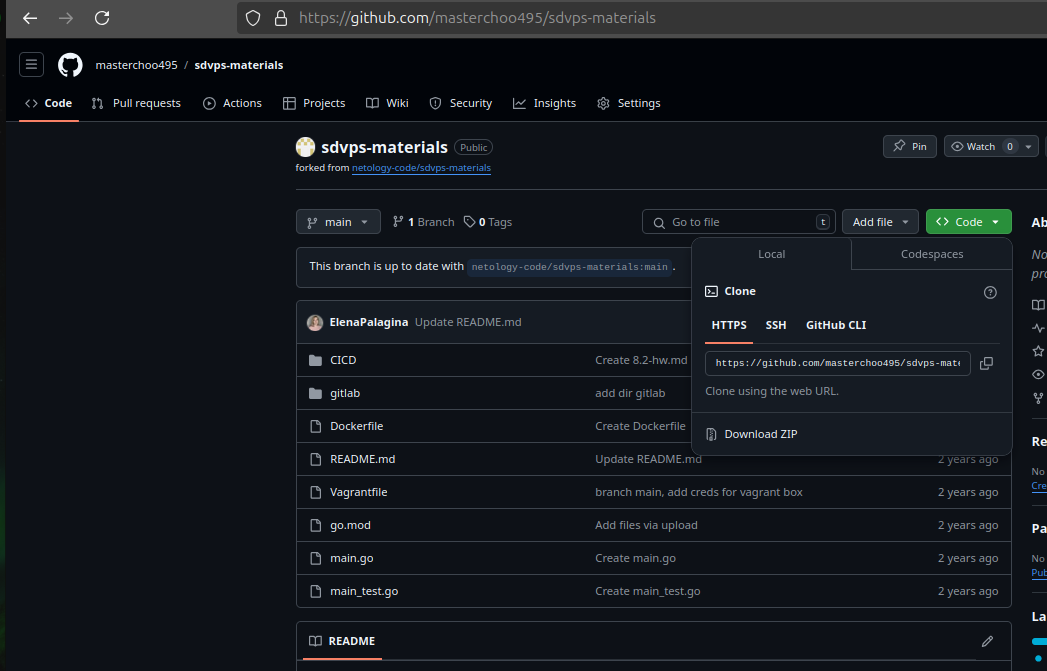 https://github.com/masterchoo495/sdvps-materials
masterchoo495 / sdvps-materials
Code Pull requests Actions Projects Wiki Security Insights Settings
sdvps-materials Public Pin Watch 0
forked from netology-code/sdvps-materials
main 1 Branch 0 Tags Go to file t Add file Code
Local Codespaces
This branch is up to date with netology-code/sdvps-materials:main .
Clone
HTTPS SSH GitHub CLI
https://github.com/masterchoo495/sdvps-mate
Clone using the web URL.
Download ZIP
ElenaPalagina Update README.md
CICD Create 8.2-hw.md
gitlab add dir gitlab
Dockerfile Create Dockerfile
README.md Update README.md 2 years ago
Vagrantfile branch main, add creds for vagrant box 2 years ago
go.mod Add files via upload 2 years ago
main.go Create main.go 2 years ago
main_test.go Create main_test.go 2 years ago
README
Ab
No
pro
Re
No
Cre
Pa
No
Pub
La